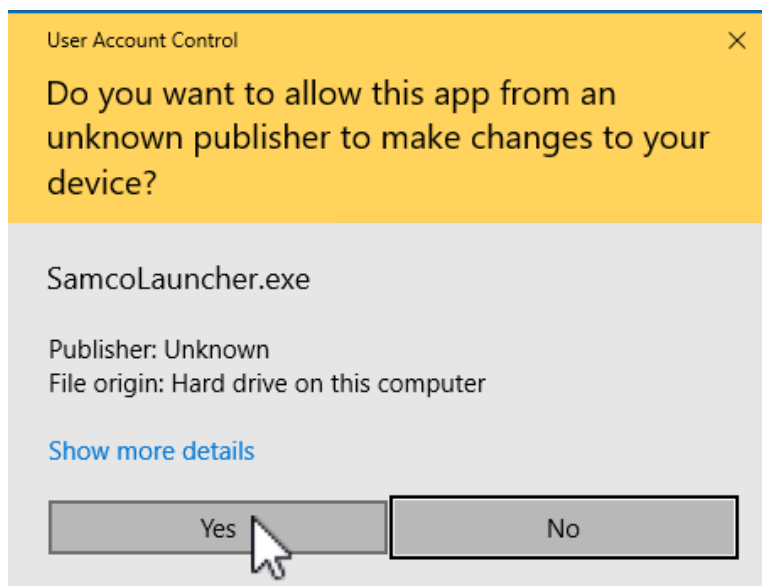 User Account Control
Do you want to allow this app from an
unknown publisher to make changes to your
device?
SamcoLauncher.exe
Publisher: Unknown
File origin: Hard drive on this computer
Show more details
Yes
No